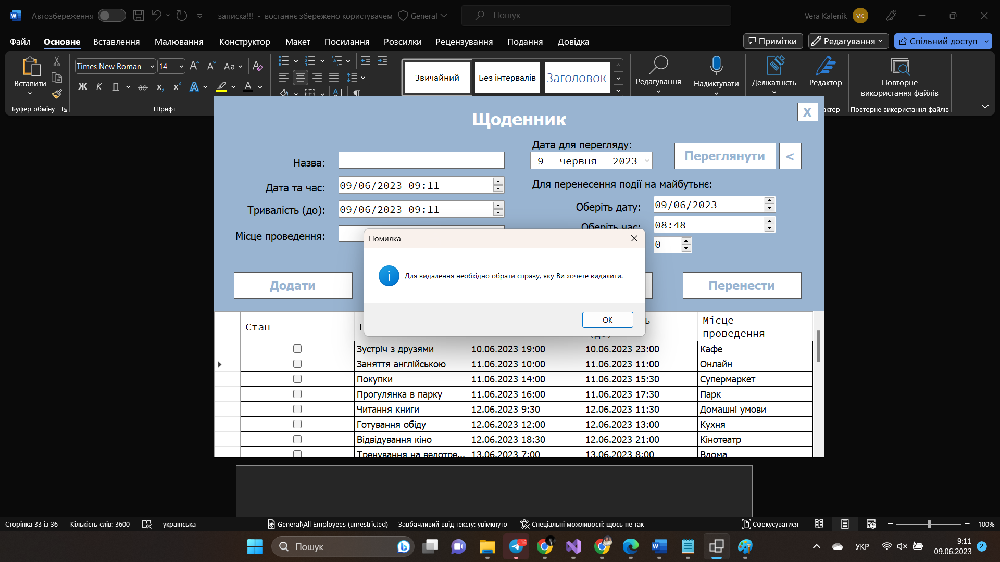 Автозбереження
записка!!! - востаннє збережено користувачем
General
Пошук
Vera Kalenik
VK
Файл
Основне
Вставлення
Малювання
Конструктор
Макет
Посилання
Розсилки
Рецензування
Подання
Довідка
Примітки
Редагування
Спільний доступ
Вставити
Буфер обміну
Times New Roman
14
Шрифт
Звичайний
Без інтервалів
Заголовок
Редагування
Надиктувати
Делікатність
Редактор
Повторне
використання файлів
Повторне використання файлів
Щоденник
X
Назва:
Дата та час:
09/06/2023 09:11
Тривалість (до):
09/06/2023 09:11
Місце проведення:
Дата для перегляду:
9 червня 2023
Переглянути
<
Для перенесення події на майбутьнє:
Оберіть дату:
09/06/2023
Оберіть час:
08:48
0
Додати
Перенести
Помилка
Для видалення необхідно обрати справу, яку Ви хочете видалити.
ОК
Стан
Місце
проведення
Зустріч з друзями 10.06.2023 19:00 10.06.2023 23:00 Кафе
Заняття англійською 11.06.2023 10:00 11.06.2023 11:00 Онлайн
Покупки 11.06.2023 14:00 11.06.2023 15:30 Супермаркет
Прогулянка в парку 11.06.2023 16:00 11.06.2023 17:30 Парк
Читання книги 12.06.2023 9:30 12.06.2023 11:30 Домашні умови
Готування обіду 12.06.2023 12:00 12.06.2023 13:00 Кухня
Відвідування кіно 12.06.2023 18:30 12.06.2023 21:00 Кінотеатр
Тренування на велотре... 13.06.2023 7:00 13.06.2023 8:00 Вдома
Сторінка 33 із 36
Кількість слів: 3600
українська
General\All Employees (unrestricted)
Завбачливий ввід тексту: увімкнуто
Спеціальні можливості: щось не так
Сфокусуватися
100%
Пошук
..16
УКР
9:11
09.06.2023
2